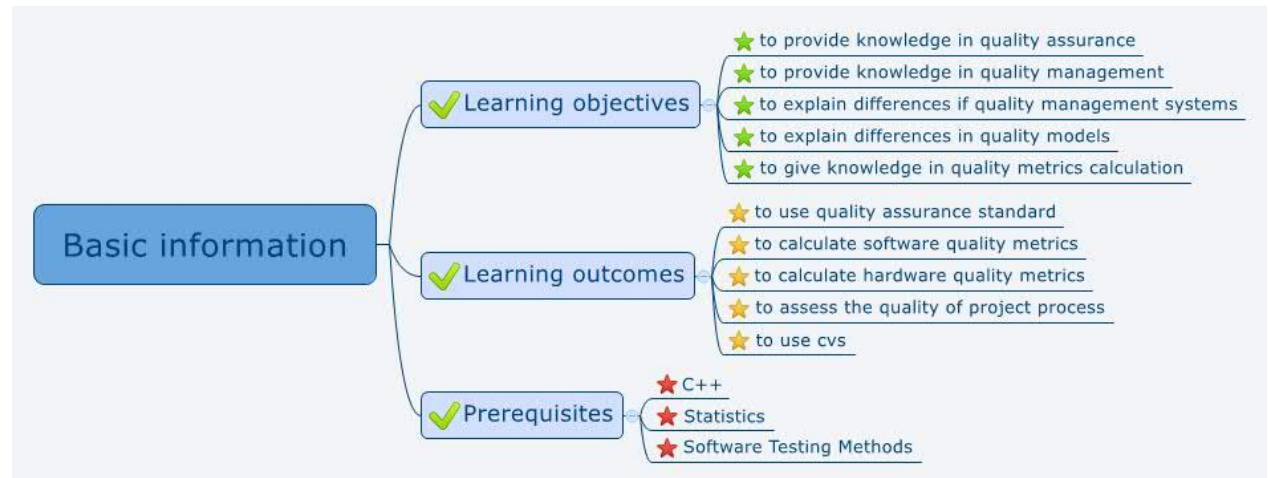 Basic information
Learning objectives
to provide knowledge in quality assurance
to provide knowledge in quality management
to explain differences if quality management systems
to explain differences in quality models
to give knowledge in quality metrics calculation
Learning outcomes
to use quality assurance standard
to calculate software quality metrics
to calculate hardware quality metrics
to assess the quality of project process
to use cvs
Prerequisites
C++
Statistics
Software Testing Methods